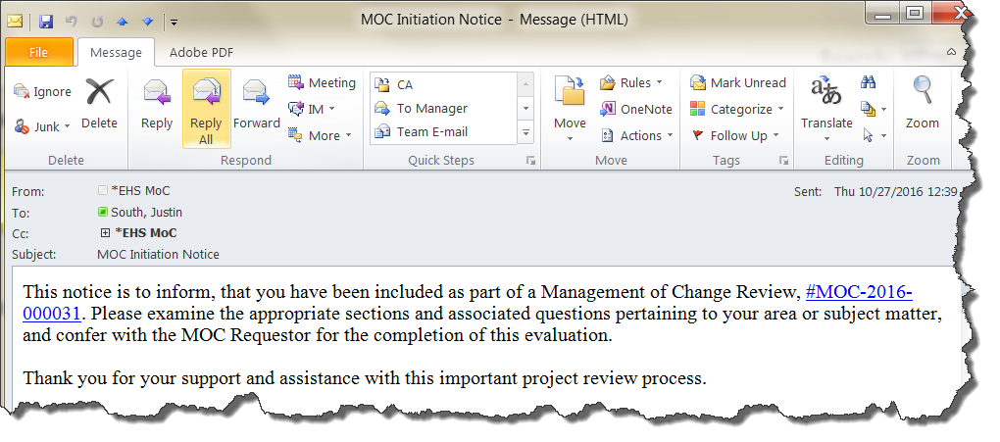 MOC Initiation Notice - Message (HTML)
File Message Adobe PDF
Ignore
Junk
Delete
Delete
Reply
Reply All
Forward
Meeting
IM
More
Respond
CA
To Manager
Team E-mail
Quick Steps
Move
Rules
OneNote
Actions
Move
Mark Unread
Categorize
Follow Up
Tags
Translate
Editing
Zoom
Zoom
From: *EHS MoC
Sent: Thu 10/27/2016 12:39
To: South, Justin
Cc: *EHS MoC
Subject: MOC Initiation Notice
This notice is to inform, that you have been included as part of a Management of Change Review, #MOC-2016-
000031. Please examine the appropriate sections and associated questions pertaining to your area or subject matter,
and confer with the MOC Requestor for the completion of this evaluation.
Thank you for your support and assistance with this important project review process.